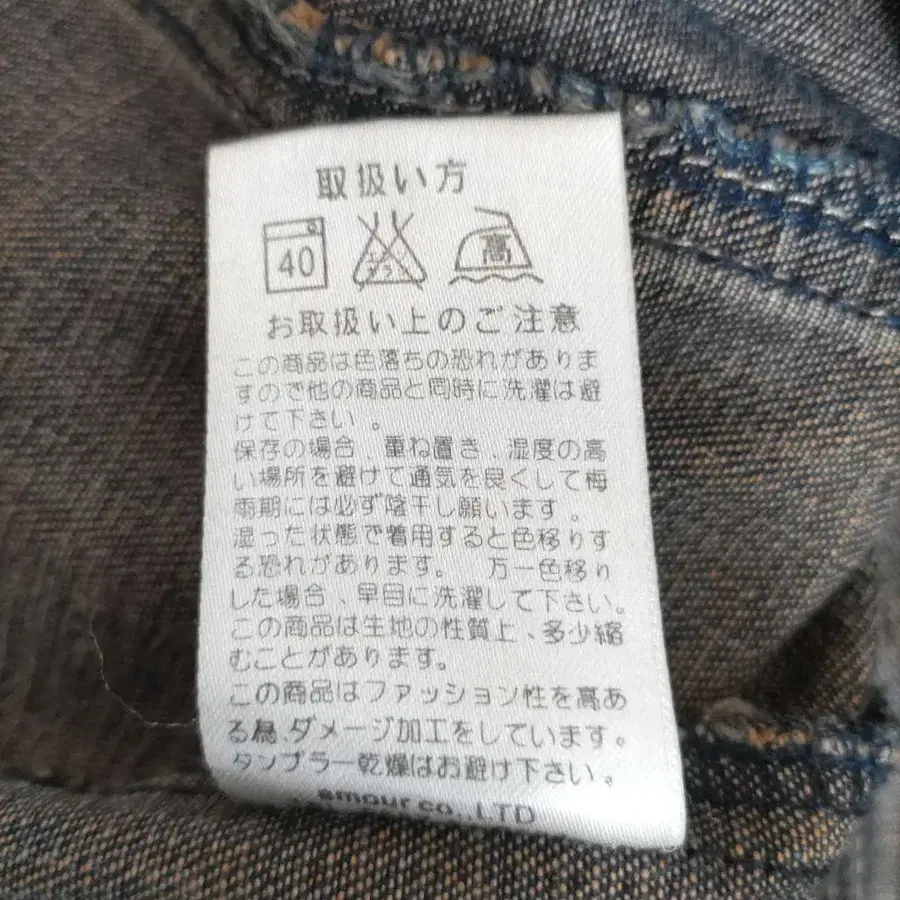 取扱い方
40
エンソ
高
お取扱い上のご注意
この商品は色落ちの恐れがありま
すので他の商品と同時に洗濯は避
けて下さい。
保存の場合、重ね置き、湿度の高
い場所を避けて通気を良くして梅
雨期には必ず陰干し願います。
湿った状態で着用すると色移りす
る恐れがあります。 万一色移り
した場合、早目に洗濯して下さい。
この商品は生地の性質上、多少縮
むことがあります。
この商品はファッション性を高あ
る為、ダメージ加工をしています。
タンプラー乾燥はお避け下さい。
amour co.,LTD